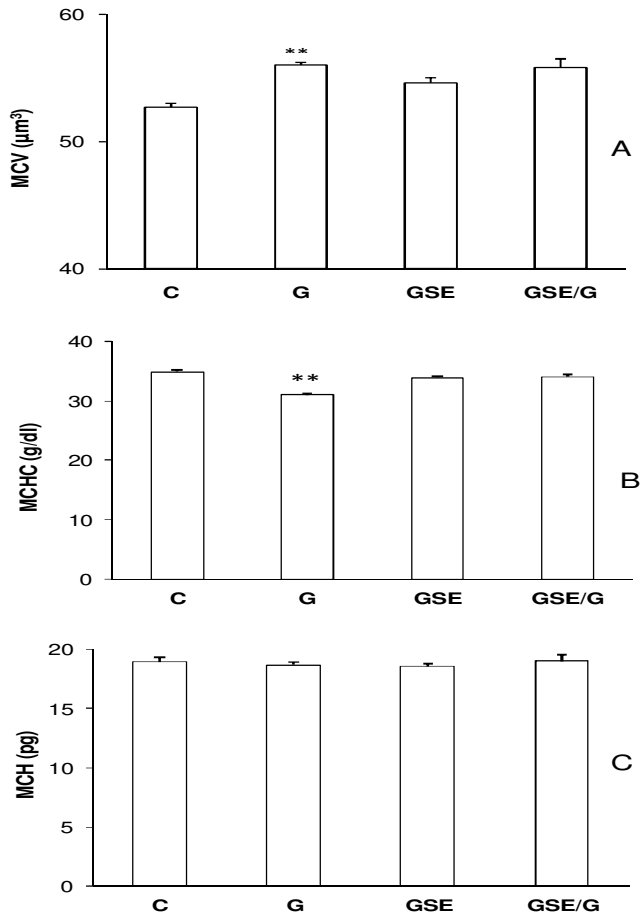 60
**
50
40
MCV (µm³)
A
C G GSE GSE/G
40
**
30
20
10
0
MCHC (g/dl)
B
C G GSE GSE/G
20
15
10
5
0
MCH (pg)
C
C G GSE GSE/G